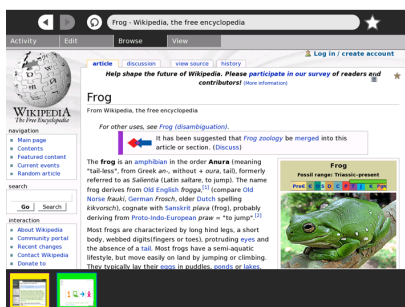 Frog - Wikipedia, the free encyclopedia
Activity Edit Browse View
Log in / create account
article discussion view source history
Help shape the future of Wikipedia. Please participate in our survey of readers and
contributors! (More information)
Frog
From Wikipedia, the free encyclopedia
For other uses, see Frog (disambiguation).
It has been suggested that Frog zoology be merged into this
article or section. (Discuss)
The frog is an amphibian in the order Anura (meaning
"tail-less", from Greek an-, without + oura, tail), formerly
referred to as Salientia (Latin saltare, to jump). The name
frog derives from Old English frogga,[1] (compare Old
Norse frauki, German Frosch, older Dutch spelling
kikvorsch), cognate with Sanskrit plava (frog), probably
deriving from Proto-Indo-European praw = "to jump".[2]
Most frogs are characterized by long hind legs, a short
body, webbed digits(fingers or toes), protruding eyes and
the absence of a tail. Most frogs have a semi-aquatic
lifestyle, but move easily on land by jumping or climbing.
They typically lay their eggs in puddles, ponds or lakes,
Frog
Fossil range: Triassic–present
PreЄ Є O S D C P T J K Pg N
WIKIPEDIA
The Free Encyclopedia
navigation
Main page
Contents
Featured content
Current events
Random article
search
Go Search
interaction
About Wikipedia
Community portal
Recent changes
Contact Wikipedia
Donate to